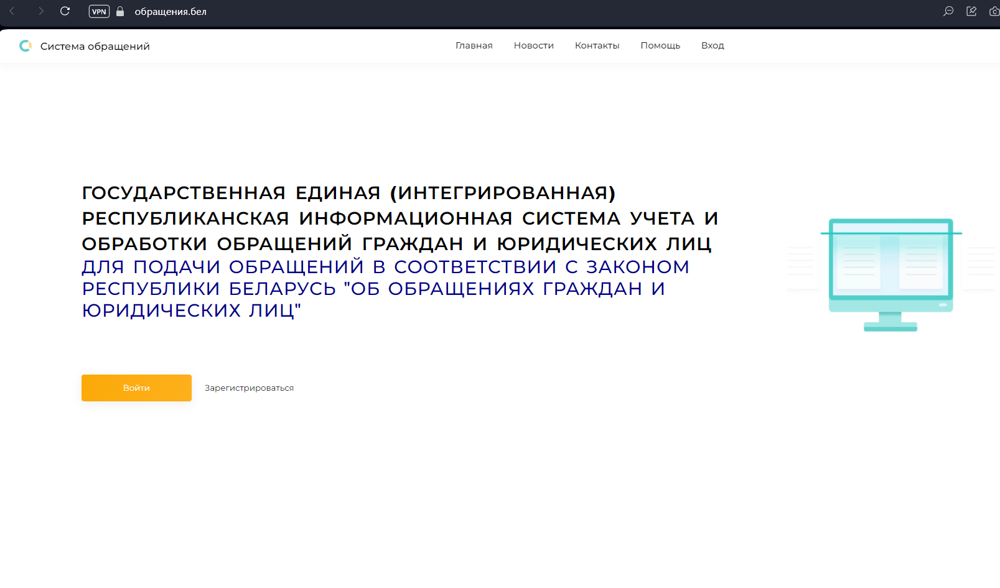 VPN обращения.бел
Система обращений
Главная Новости Контакты Помощь Вход
ГОСУДАРСТВЕННАЯ ЕДИНАЯ (ИНТЕГРИРОВАННАЯ)
РЕСПУБЛИКАНСКАЯ ИНФОРМАЦИОННАЯ СИСТЕМА УЧЕТА И
ОБРАБОТКИ ОБРАЩЕНИЙ ГРАЖДАН И ЮРИДИЧЕСКИХ ЛИЦ
ДЛЯ ПОДАЧИ ОБРАЩЕНИЙ В СООТВЕТСТВИИ С ЗАКОНОМ
РЕСПУБЛИКИ БЕЛАРУСЬ "ОБ ОБРАЩЕНИЯХ ГРАЖДАН И
ЮРИДИЧЕСКИХ ЛИЦ"
Войти Зарегистрироваться